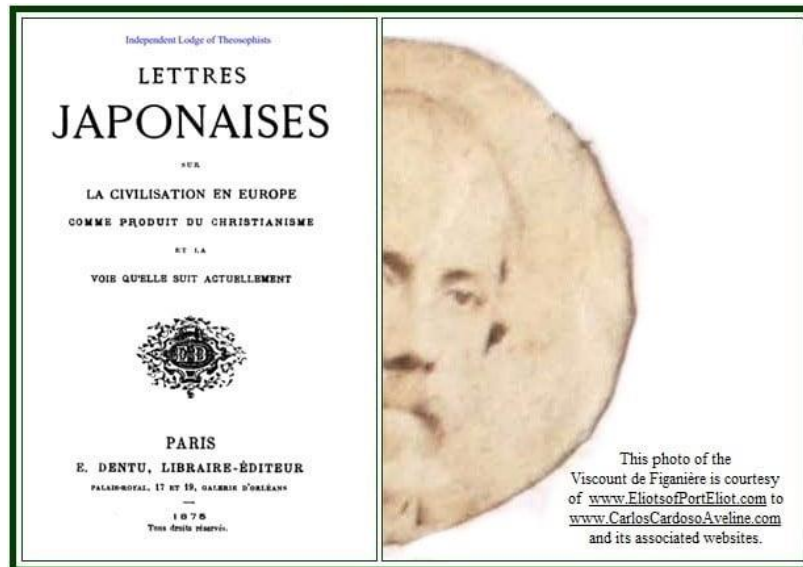 Independent Lodge of Theosophists
LETTRES
JAPONAISES
SUR
LA CIVILISATION EN EUROPE
COMME PRODUIT DU CHRISTIANISME
ET LA
VOIE QU'ELLE SUIT ACTUELLEMENT
ED
PARIS
E. DENTU, LIBRAIRE-ÉDITEUR
PALAIS-ROYAL, 17 ET 19, GALERIE D'ORLÉANS
1875
Tous droits réservés.
This photo of the
Viscount de Figanière is courtesy
of www.EliotsofPortEliot.com to
www.CarlosCardosoAveline.com
and its associated websites.